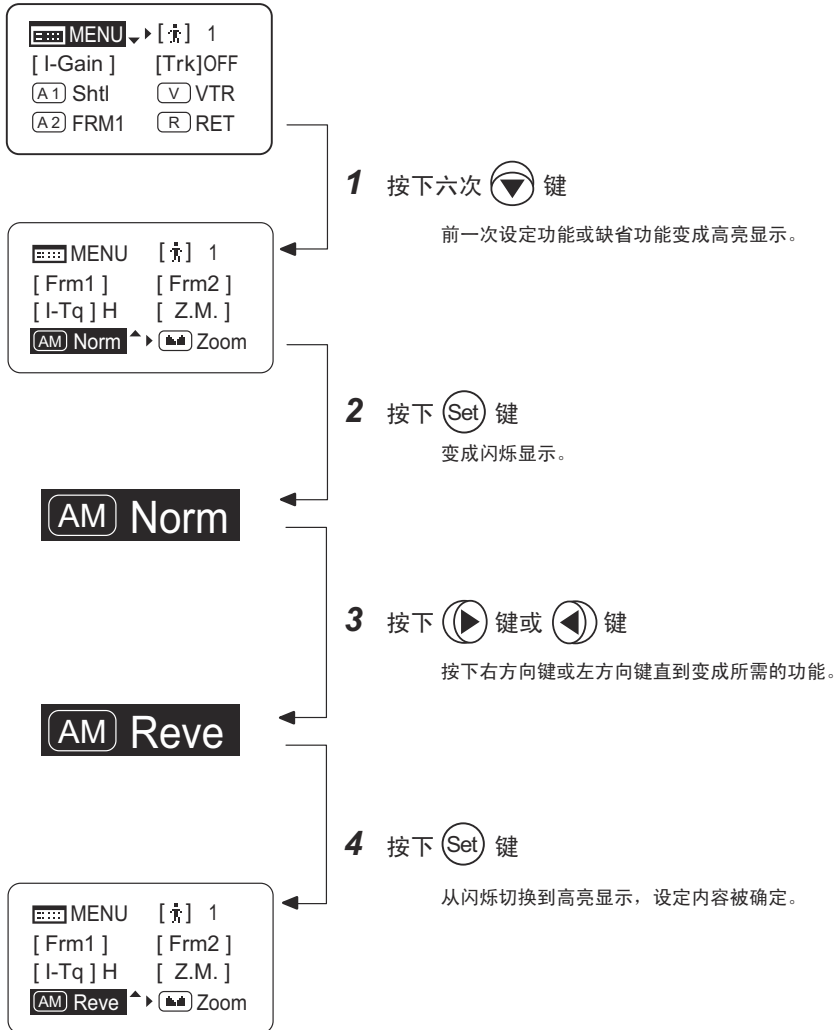 MENU [ ] 1
[ I-Gain ] [Trk]OFF
A1 Shtl V VTR
A2 FRM1 R RET
1 按下六次 键
前一次设定功能或缺省功能变成高亮显示。
MENU [ ] 1
[ Frm1 ] [ Frm2 ]
[ I-Tq ] H [ Z.M. ]
AM Norm Zoom
2 按下 Set 键
变成闪烁显示。
AM Norm
3 按下 键或 键
按下右方向键或左方向键直到变成所需的功能。
AM Reve
4 按下 Set 键
从闪烁切换到高亮显示，设定内容被确定。
MENU [ ] 1
[ Frm1 ] [ Frm2 ]
[ I-Tq ] H [ Z.M. ]
AM Reve Zoom